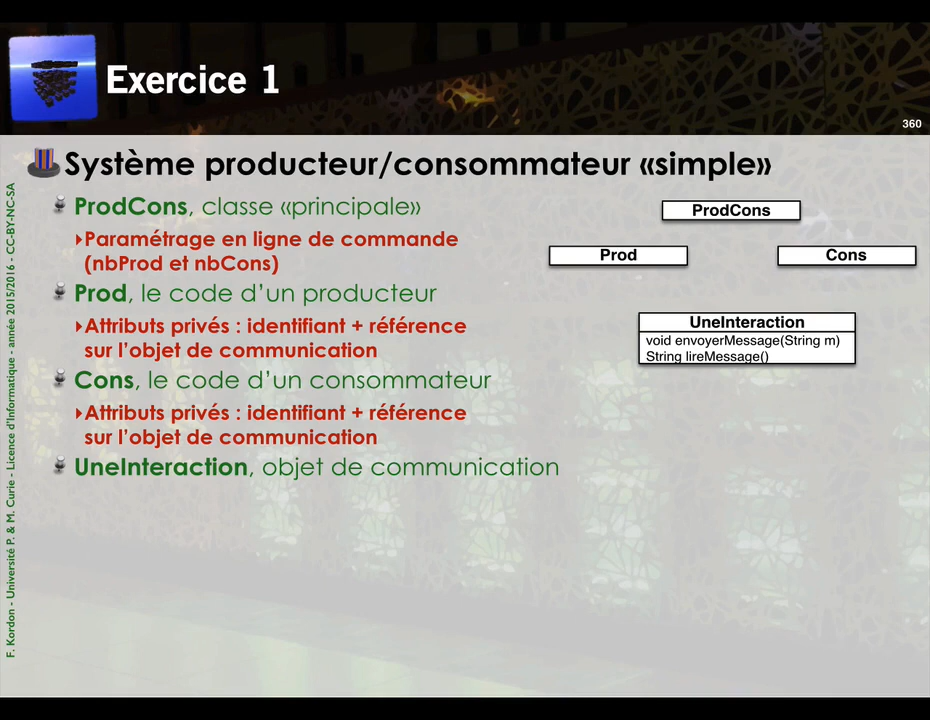 Exercice 1
360
Système producteur/consommateur «simple»
ProdCons, classe «principale»
Paramétrage en ligne de commande
(nbProd et nbCons)
Prod, le code d’un producteur
Attributs privés : identifiant + référence
sur l’objet de communication
Cons, le code d’un consommateur
Attributs privés : identifiant + référence
sur l’objet de communication
UneInteraction, objet de communication
ProdCons
Prod
Cons
UneInteraction
void envoyerMessage(String m)
String lireMessage()
F. Kordon - Université P. & M. Curie - Licence d'Informatique - année 2015/2016 - CC-BY-NC-SA